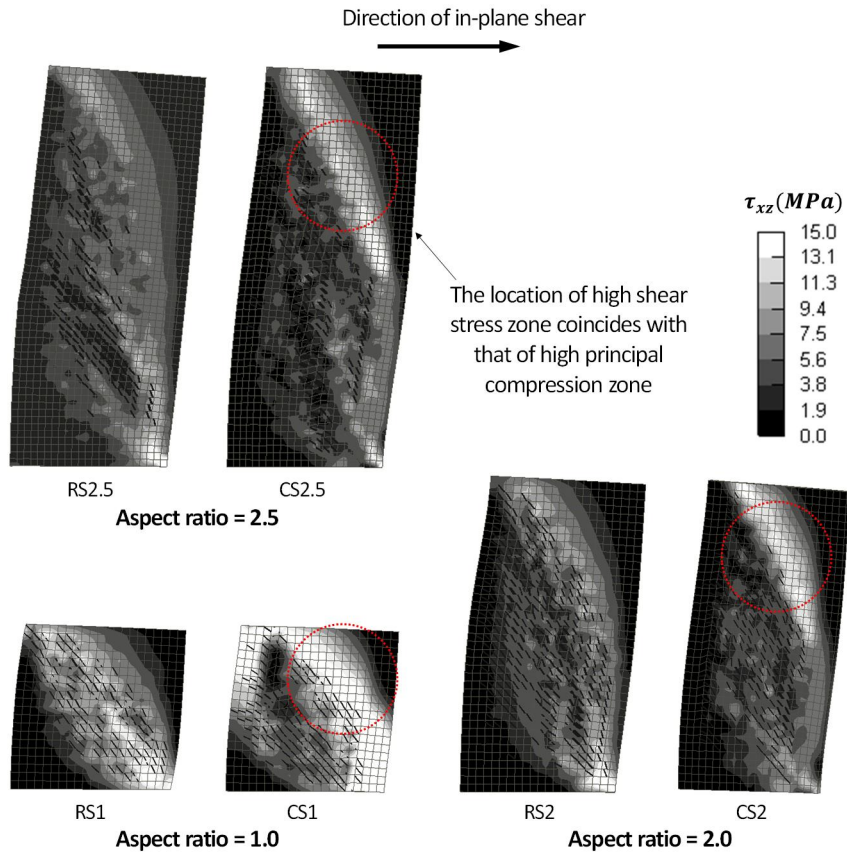 Direction of in-plane shear
τxz(MPa)
15.0
13.1
11.3
9.4
7.5
5.6
3.8
1.9
0.0
The location of high shear
stress zone coincides with
that of high principal
compression zone
RS2.5 CS2.5
Aspect ratio = 2.5
RS1 CS1
Aspect ratio = 1.0
RS2 CS2
Aspect ratio = 2.0